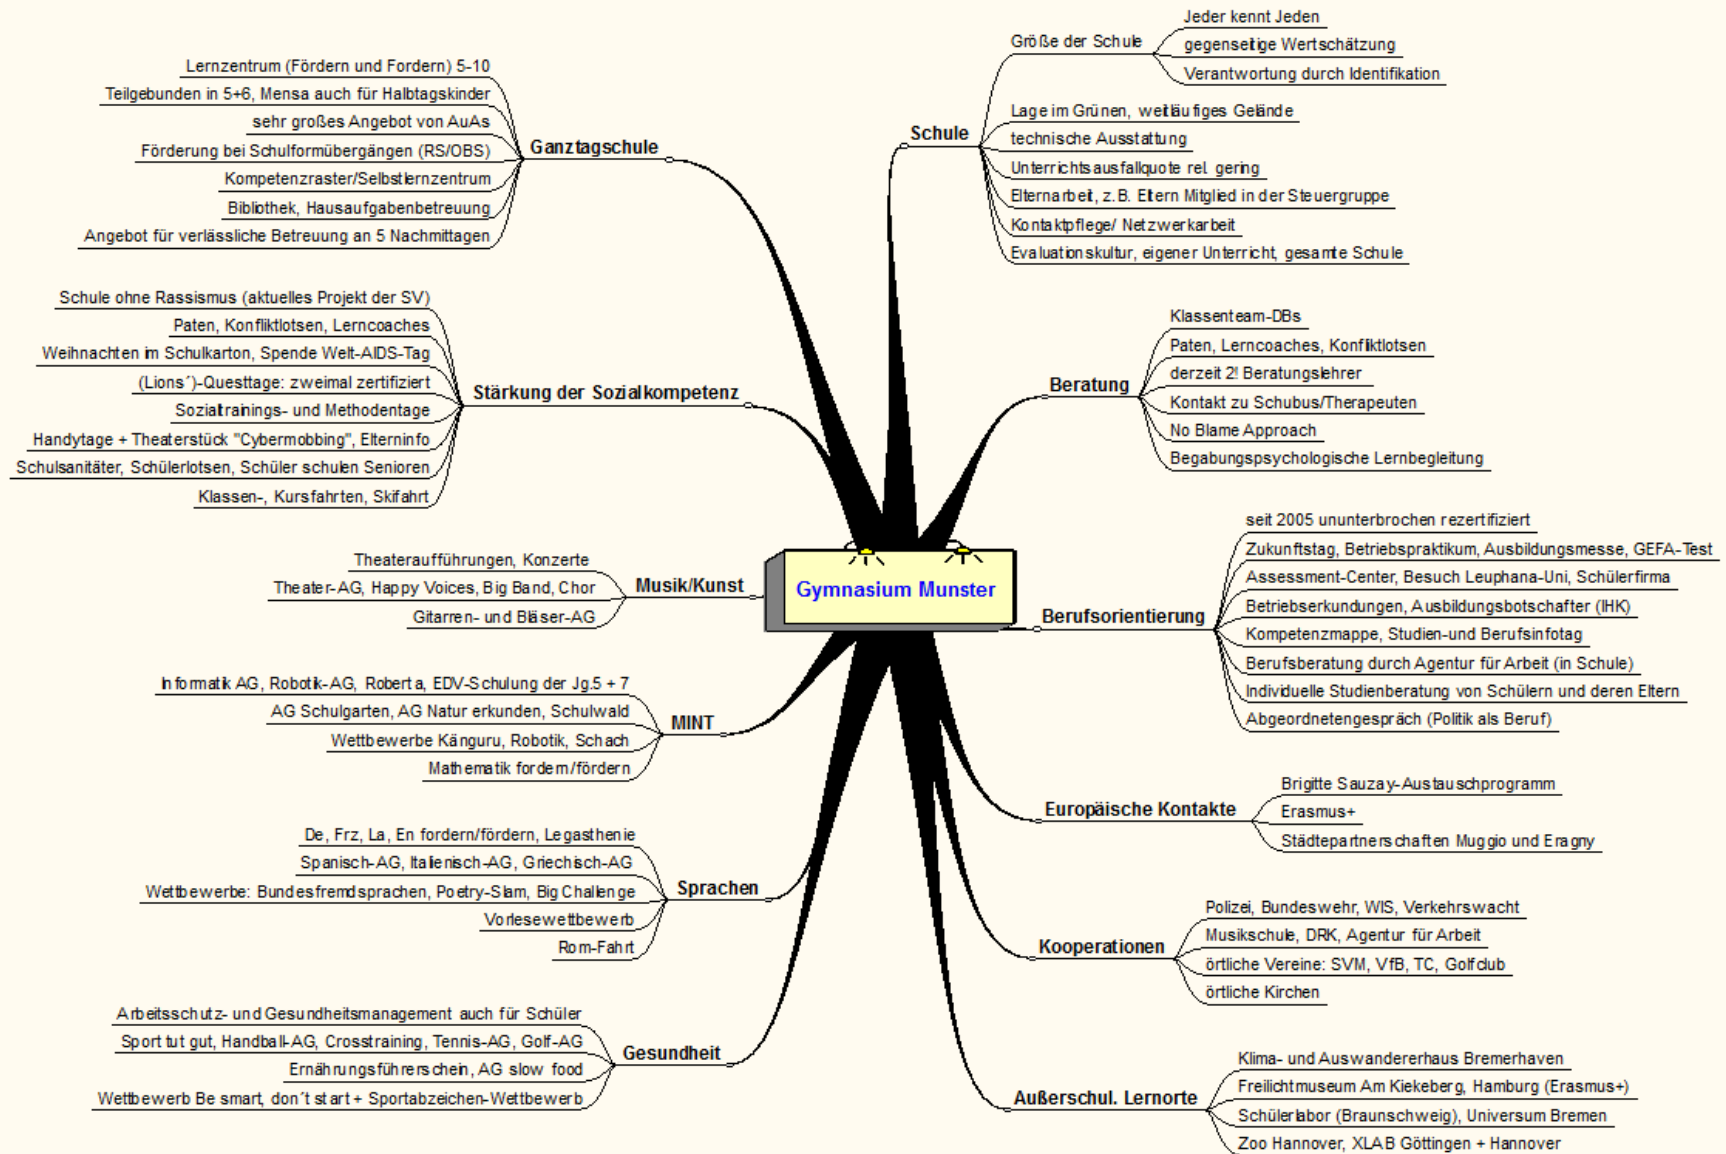 Gymnasium Munster
Ganztagschule
Lernzentrum (Fördern und Fordern) 5-10
Teilgebunden in 5+6, Mensa auch für Halbtagskinder
sehr großes Angebot von AuAs
Förderung bei Schulformübergängen (RS/OBS)
Kompetenzraster/Selbstlernzentrum
Bibliothek, Hausaufgabenbetreuung
Angebot für verlässliche Betreuung an 5 Nachmittagen
Stärkung der Sozialkompetenz
Schule ohne Rassismus (aktuelles Projekt der SV)
Paten, Konfliktlotsen, Lerncoaches
Weihnachten im Schulkarton, Spende Welt-AIDS-Tag
(Lions´)-Questtage: zweimal zertifiziert
Sozialtrainings- und Methodentage
Handytage + Theaterstück "Cybermobbing", Elterninfo
Schulsanitäter, Schülerlotsen, Schüler schulen Senioren
Klassen-, Kursfahrten, Skifahrt
Musik/Kunst
Theateraufführungen, Konzerte
Theater-AG, Happy Voices, Big Band, Chor
Gitarren- und Bläser-AG
MINT
Informatik AG, Robotik-AG, Roberta, EDV-Schulung der Jg.5 + 7
AG Schulgarten, AG Natur erkunden, Schulwald
Wettbewerbe Känguru, Robotik, Schach
Mathematik fordern/fördern
Sprachen
De, Frz, La, En fordern/fördern, Legasthenie
Spanisch-AG, Italienisch-AG, Griechisch-AG
Wettbewerbe: Bundesfremdsprachen, Poetry-Slam, Big Challenge
Vorlesewettbewerb
Rom-Fahrt
Gesundheit
Arbeitsschutz- und Gesundheitsmanagement auch für Schüler
Sport tut gut, Handball-AG, Crosstraining, Tennis-AG, Golf-AG
Ernährungsführerschein, AG slow food
Wettbewerb Be smart, don´t start + Sportabzeichen-Wettbewerb
Schule
Größe der Schule
Jeder kennt Jeden
gegenseitige Wertschätzung
Verantwortung durch Identifikation
Lage im Grünen, weitläufiges Gelände
technische Ausstattung
Unterrichtsausfallquote rel. gering
Elternarbeit, z.B. Eltern Mitglied in der Steuergruppe
Kontaktpflege/ Netzwerkarbeit
Evaluationskultur, eigener Unterricht, gesamte Schule
Beratung
Klassenteam-DBs
Paten, Lerncoaches, Konfliktlotsen
derzeit 2! Beratungslehrer
Kontakt zu Schubus/Therapeuten
No Blame Approach
Begabungspsychologische Lernbegleitung
Berufsorientierung
seit 2005 ununterbrochen rezertifiziert
Zukunftstag, Betriebspraktikum, Ausbildungsmesse, GEFA-Test
Assessment-Center, Besuch Leuphana-Uni, Schülerfirma
Betriebserkundungen, Ausbildungsbotschafter (IHK)
Kompetenzmappe, Studien-und Berufsinfotag
Berufsberatung durch Agentur für Arbeit (in Schule)
Individuelle Studienberatung von Schülern und deren Eltern
Abgeordnetengespräch (Politik als Beruf)
Europäische Kontakte
Brigitte Sauzay-Austauschprogramm
Erasmus+
Städtepartnerschaften Muggio und Eragny
Kooperationen
Polizei, Bundeswehr, WIS, Verkehrswacht
Musikschule, DRK, Agentur für Arbeit
örtliche Vereine: SVM, VfB, TC, Golfclub
örtliche Kirchen
Außerschul. Lernorte
Klima- und Auswandererhaus Bremerhaven
Freilichtmuseum Am Kiekeberg, Hamburg (Erasmus+)
Schülerlabor (Braunschweig), Universum Bremen
Zoo Hannover, XLAB Göttingen + Hannover